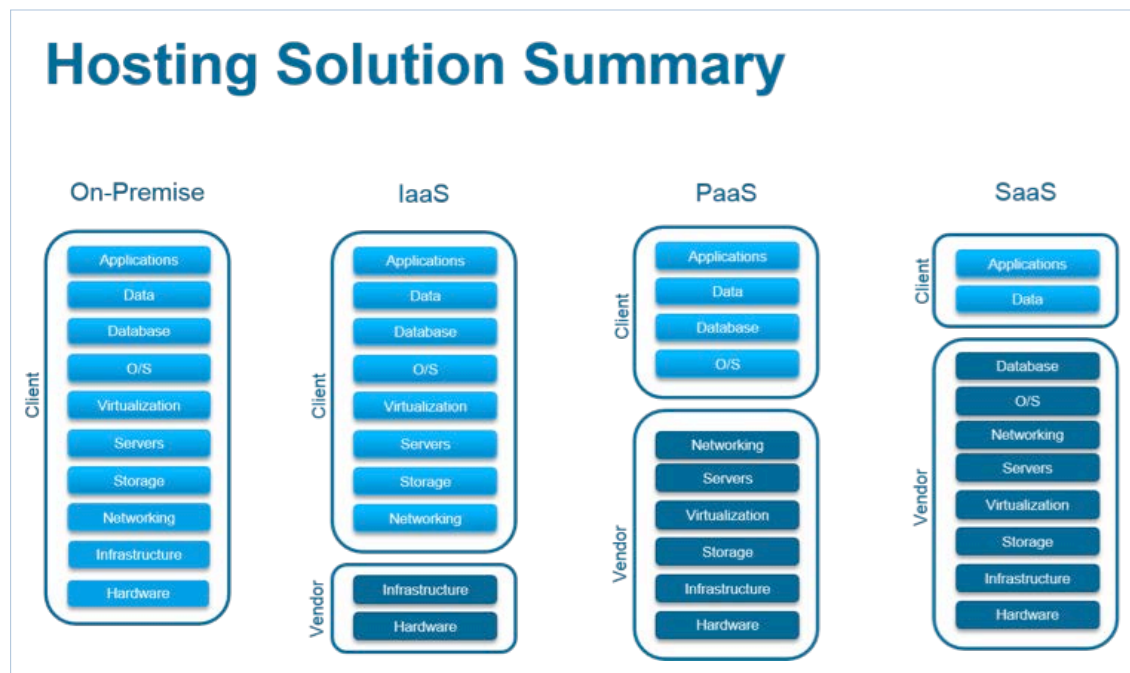 Hosting Solution Summary
On-Premise
Client
Applications
Data
Database
O/S
Virtualization
Servers
Storage
Networking
Infrastructure
Hardware
IaaS
Client
Applications
Data
Database
O/S
Virtualization
Servers
Storage
Networking
Vendor
Infrastructure
Hardware
PaaS
Client
Applications
Data
Database
O/S
Vendor
Networking
Servers
Virtualization
Storage
Infrastructure
Hardware
SaaS
Client
Applications
Data
Vendor
Database
O/S
Networking
Servers
Virtualization
Storage
Infrastructure
Hardware